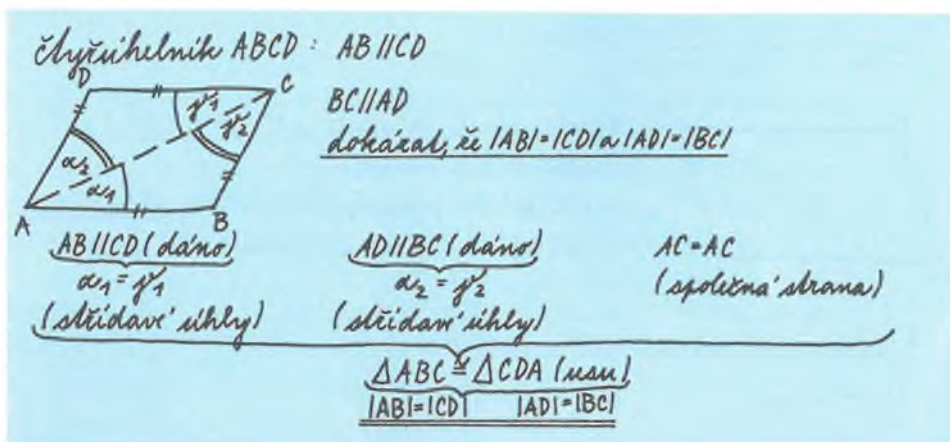 čtyřúhelník ABCD : AB || CD
D C
γ1
γ2
BC || AD
dokázat, že |AB| = |CD| a |AD| = |BC|
α2
α1
A B
AB || CD (dáno) AD || BC (dáno) AC = AC
α1 = γ1 α2 = γ2 (společná strana)
(střídavé úhly) (střídavé úhly)
ΔABC ≅ ΔCDA (usu)
|AB| = |CD| |AD| = |BC|